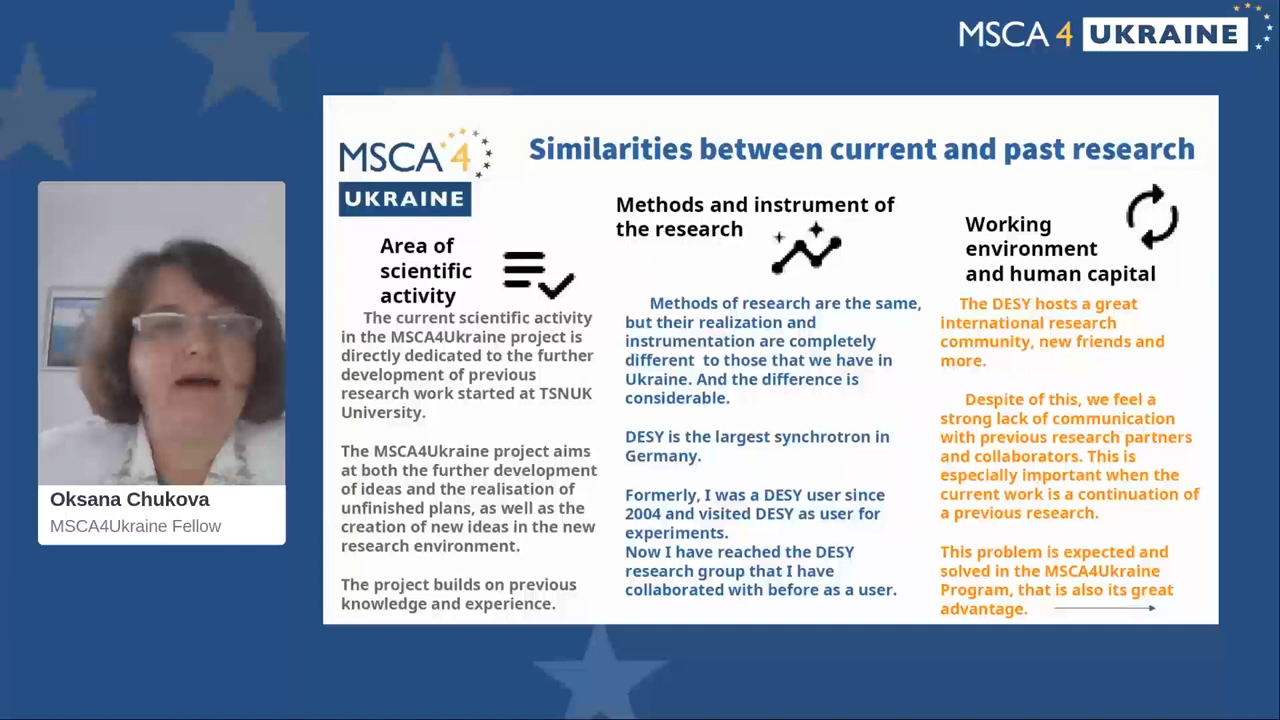 MSCA 4 UKRAINE
MSCA 4
UKRAINE
Similarities between current and past research
Area of
scientific
activity
The current scientific activity
in the MSCA4Ukraine project is
directly dedicated to the further
development of previous
research work started at TSNUK
University.
The MSCA4Ukraine project aims
at both the further development
of ideas and the realisation of
unfinished plans, as well as the
creation of new ideas in the new
research environment.
The project builds on previous
knowledge and experience.
Methods and instrument of
the research
Methods of research are the same,
but their realization and
instrumentation are completely
different to those that we have in
Ukraine. And the difference is
considerable.
DESY is the largest synchrotron in
Germany.
Formerly, I was a DESY user since
2004 and visited DESY as user for
experiments.
Now I have reached the DESY
research group that I have
collaborated with before as a user.
Working
environment
and human capital
The DESY hosts a great
international research
community, new friends and
more.
Despite of this, we feel a
strong lack of communication
with previous research partners
and collaborators. This is
especially important when the
current work is a continuation of
a previous research.
This problem is expected and
solved in the MSCA4Ukraine
Program, that is also its great
advantage.
Oksana Chukova
MSCA4Ukraine Fellow